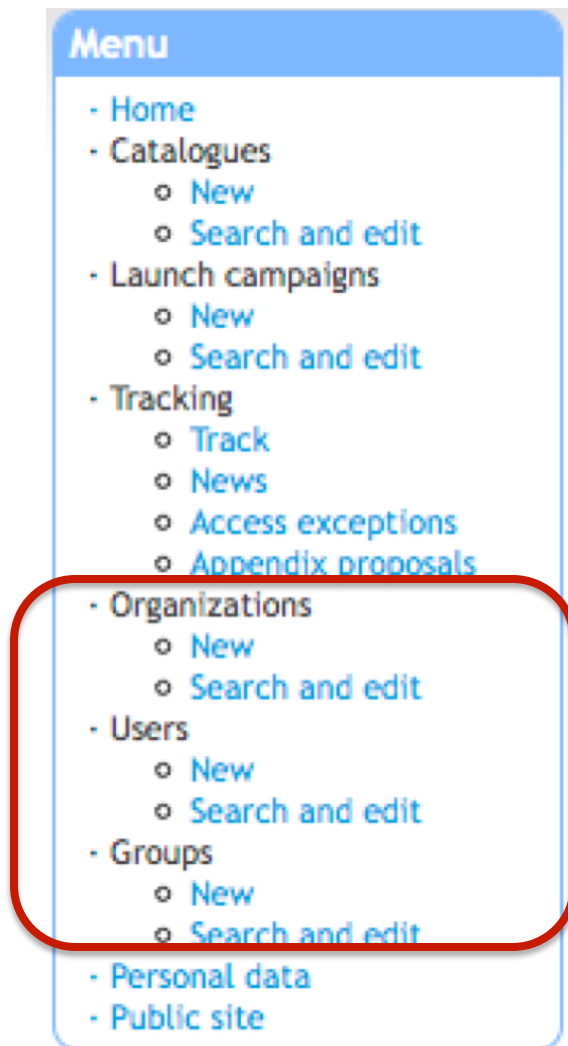 Menu
- Home
- Catalogues
New
Search and edit
- Launch campaigns
New
Search and edit
- Tracking
Track
News
Access exceptions
Appendix proposals
- Organizations
New
Search and edit
- Users
New
Search and edit
- Groups
New
Search and edit
- Personal data
- Public site